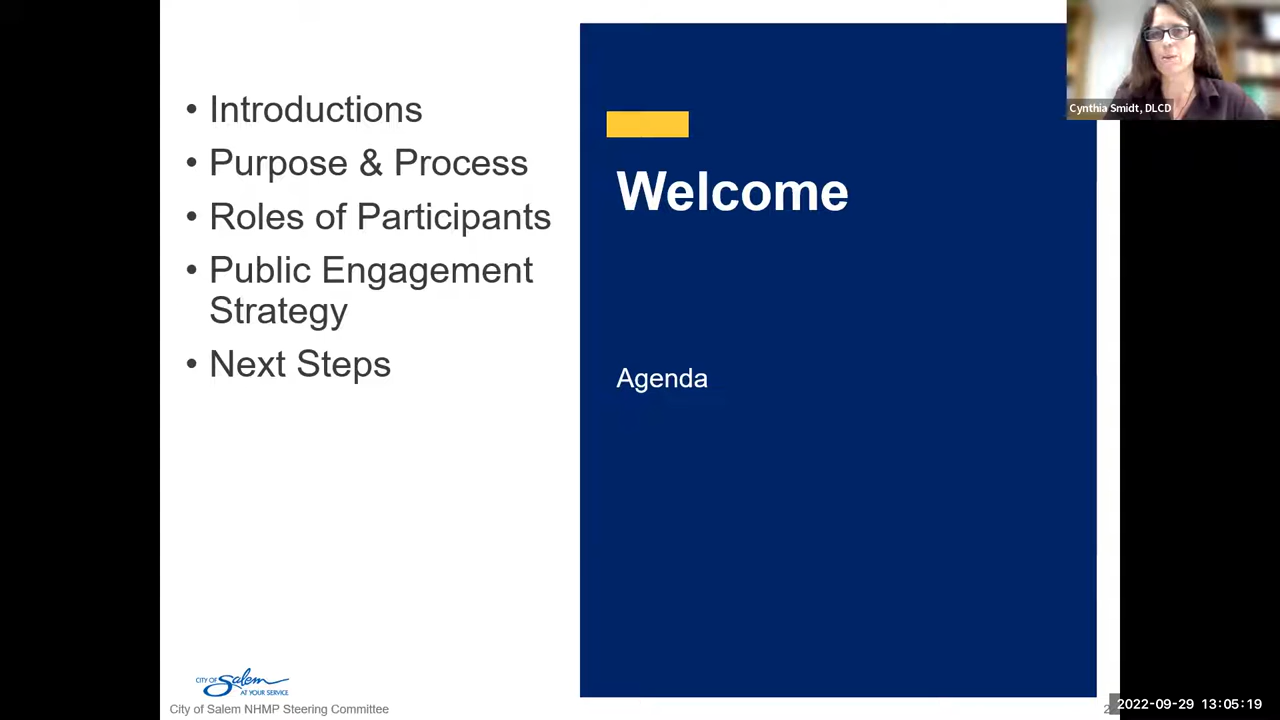 • Introductions
• Purpose & Process
• Roles of Participants
• Public Engagement
Strategy
• Next Steps
Welcome
Agenda
Cynthia Smidt, DLCD
CITY OF Salem
AT YOUR SERVICE
City of Salem NHMP Steering Committee
2
2022-09-29 13:05:19